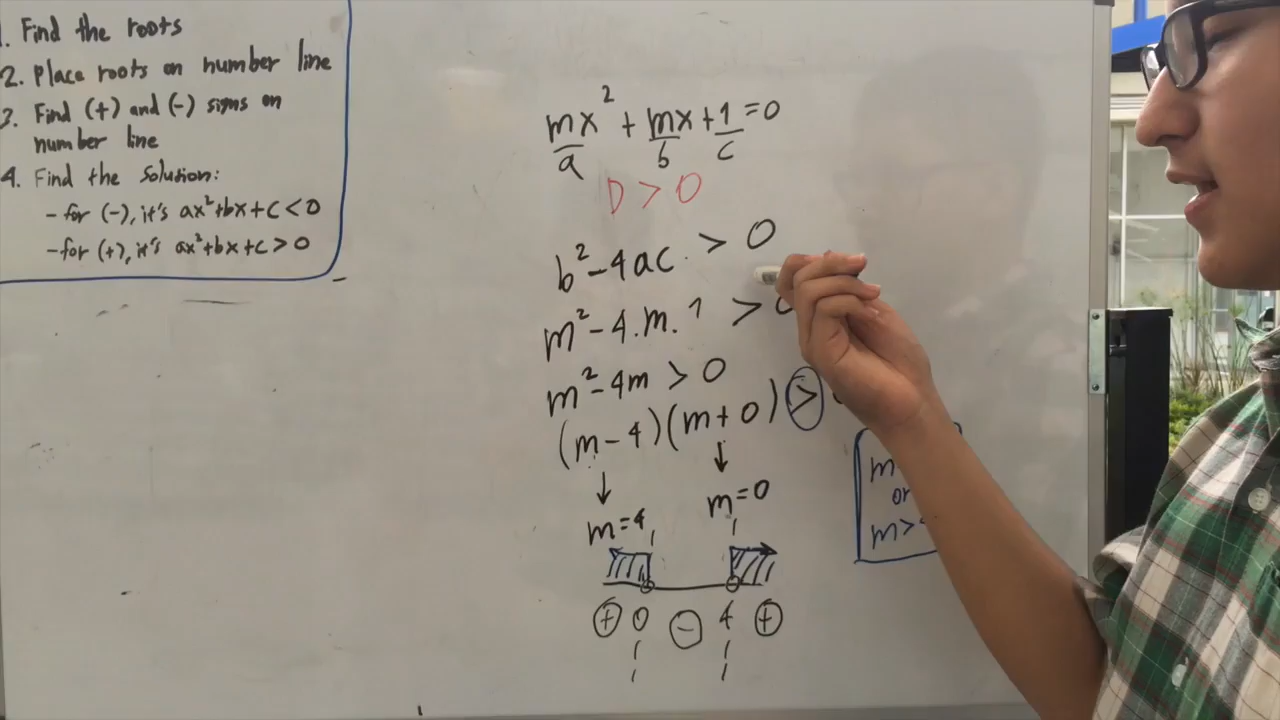 1. Find the roots
2. Place roots on number line
3. Find (+) and (-) signs on
number line
4. Find the solution:
- for (-), it's ax²+bx+c<0
- for (+), it's ax²+bx+c>0
mx² + mx + 1 = 0
a b c
D > 0
b² - 4ac > 0
m² - 4.m.1 > 0
m² - 4m > 0
(m - 4)(m + 0) >
m=4 m=0
+ 0 - 4 +
m
or
m>